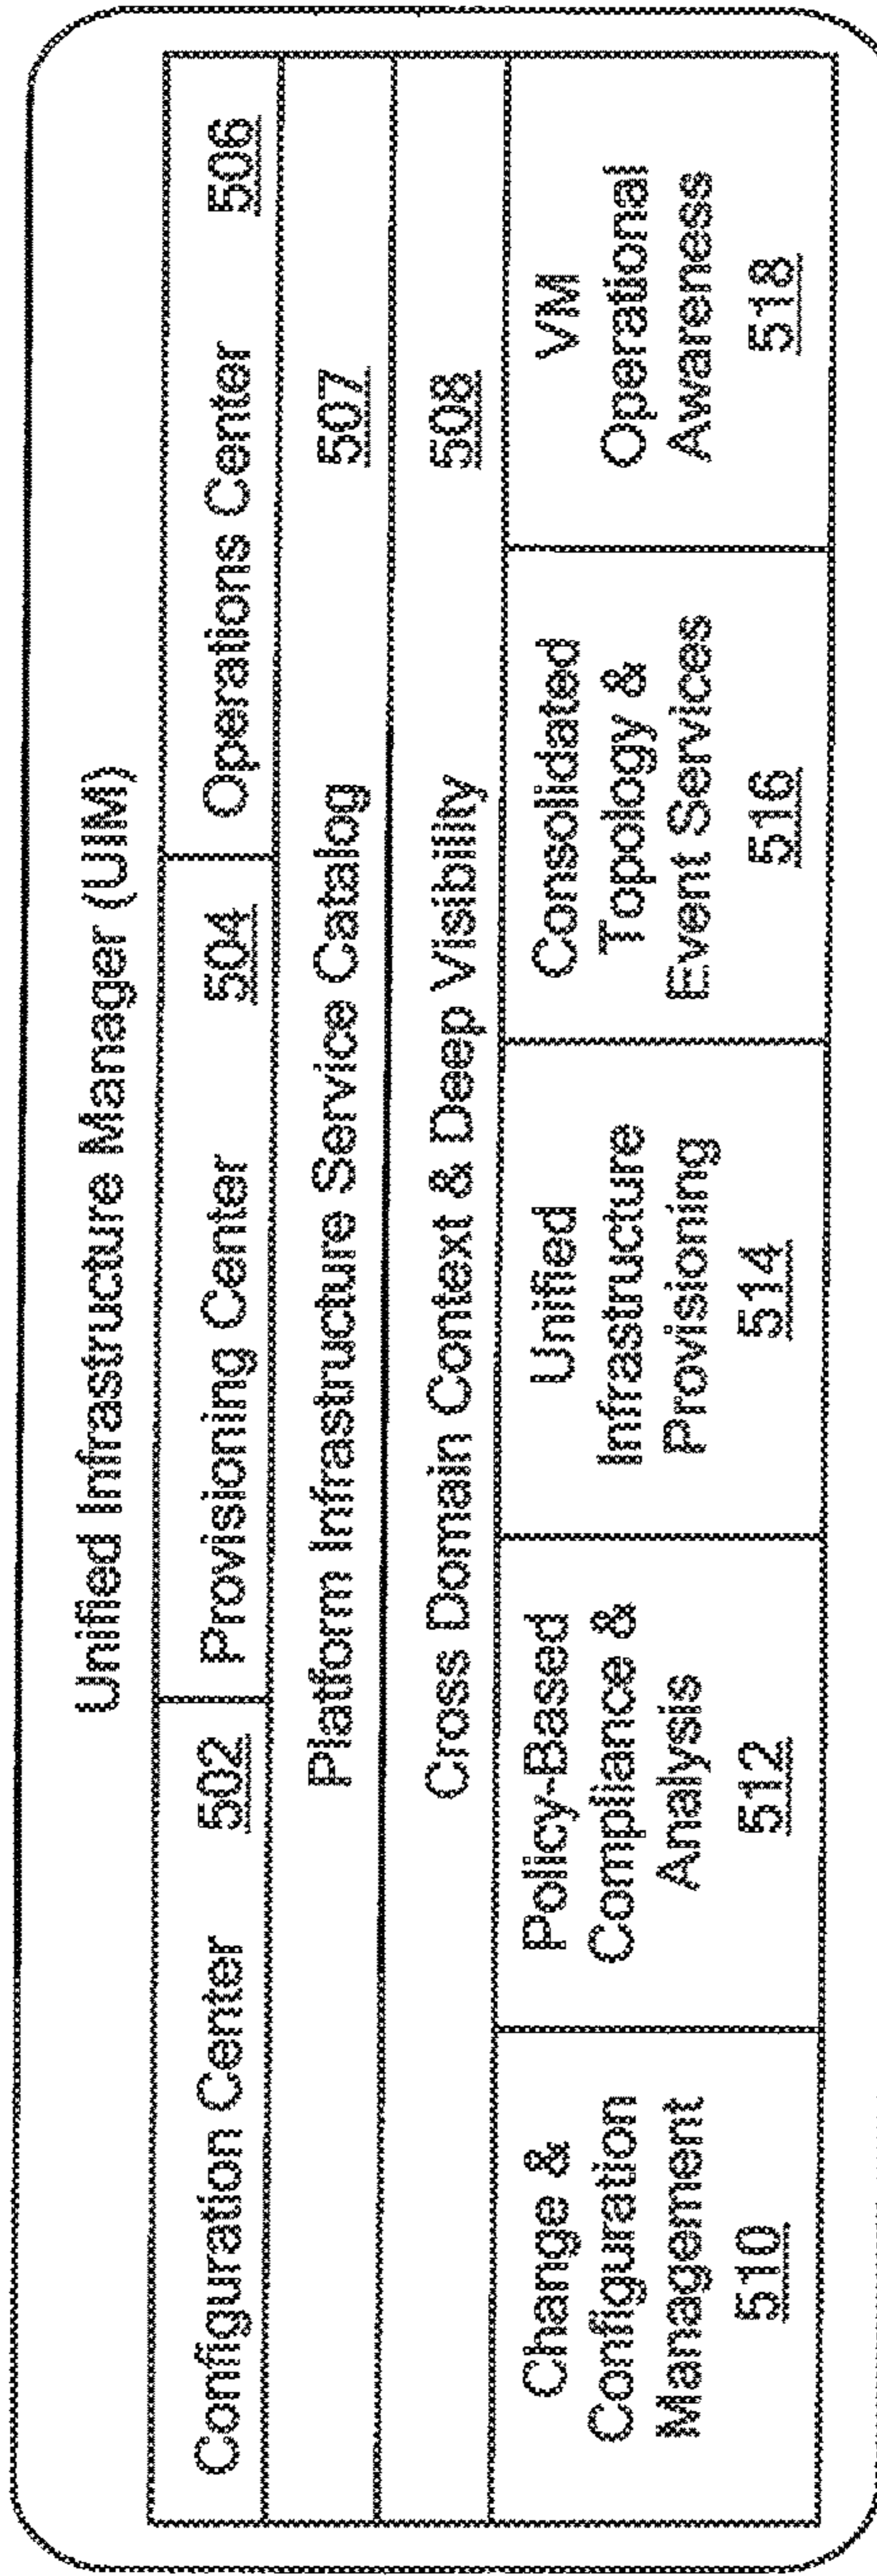 Unified Infrastructure Manager (UIM)
Configuration Center 502 Provisioning Center 504 Operations Center 506
Platform Infrastructure Service Catalog 507
Cross Domain Context & Deep Visibility 508
Change &
Configuration
Management
510
Policy-Based
Compliance &
Analysis
512
Unified
Infrastructure
Provisioning
514
Consolidated
Topology &
Event Services
516
VM
Operational
Awareness
518